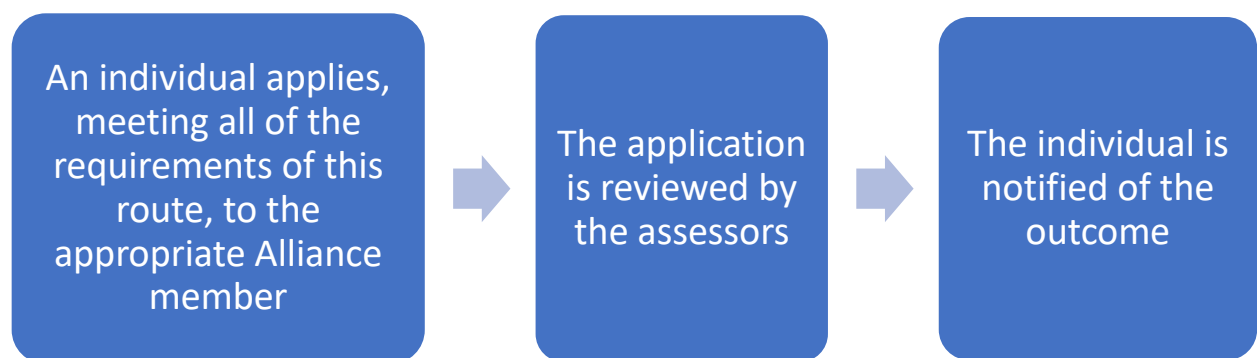 An individual applies,
meeting all of the
requirements of this
route, to the
appropriate Alliance
member
The application
is reviewed by
the assessors
The individual is
notified of the
outcome